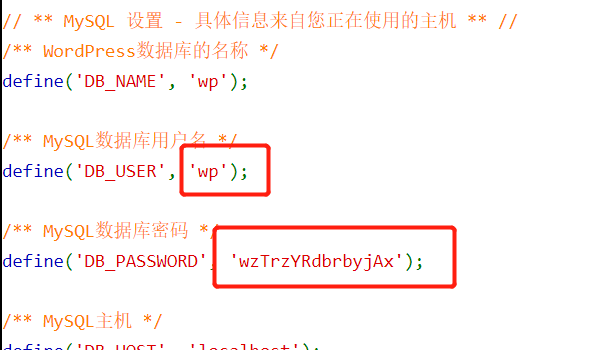 // ** MySQL 设置 - 具体信息来自您正在使用的主机 ** //
/** WordPress数据库的名称 */
define('DB_NAME', 'wp');
/** MySQL数据库用户名 */
define('DB_USER', 'wp');
/** MySQL数据库密码 */
define('DB_PASSWORD', 'wzTrzYRdbrbyjAx');
/** MySQL主机 */
define('DB_HOST', 'localhost');